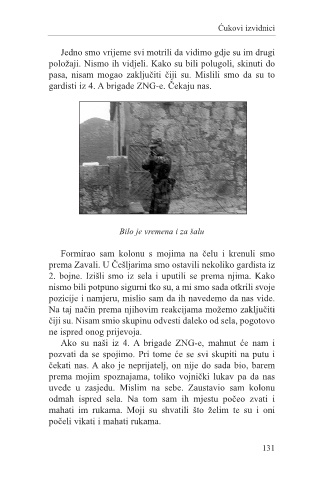 Ćukovi izvidnici
Jedno smo vrijeme svi motrili da vidimo gdje su im drugi
položaji. Nismo ih vidjeli. Kako su bili polugoli, skinuti do
pasa, nisam mogao zaključiti čiji su. Mislili smo da su to
gardisti iz 4. A brigade ZNG-e. Čekaju nas.
Bilo je vremena i za šalu
Formirao sam kolonu s mojima na čelu i krenuli smo
prema Zavali. U Češljarima smo ostavili nekoliko gardista iz
2. bojne. Izišli smo iz sela i uputili se prema njima. Kako
nismo bili potpuno sigurni tko su, a mi smo sada otkrili svoje
pozicije i namjeru, mislio sam da ih navedemo da nas vide.
Na taj način prema njihovim reakcijama možemo zaključiti
čiji su. Nisam smio skupinu odvesti daleko od sela, pogotovo
ne ispred onog prijevoja.
Ako su naši iz 4. A brigade ZNG-e, mahnut će nam i
pozvati da se spojimo. Pri tome će se svi skupiti na putu i
čekati nas. A ako je neprijatelj, on nije do sada bio, barem
prema mojim spoznajama, toliko vojnički lukav pa da nas
uvede u zasjedu. Mislim na sebe. Zaustavio sam kolonu
odmah ispred sela. Na tom sam ih mjestu počeo zvati i
mahati im rukama. Moji su shvatili što želim te su i oni
počeli vikati i mahati rukama.
131